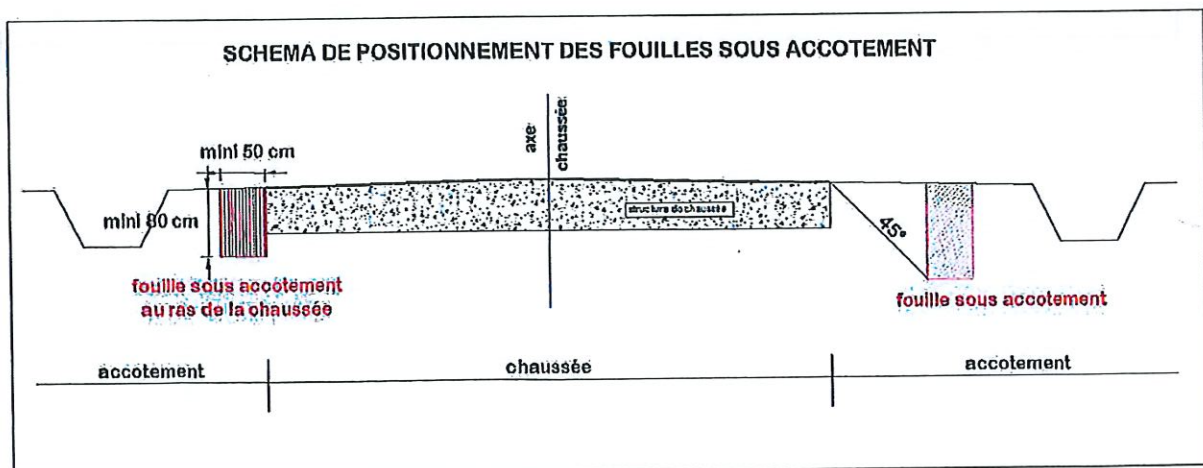 SCHEMA DE POSITIONNEMENT DES FOUILLES SOUS ACCOTEMENT
axe
chaussée
mini 50 cm
mini 80 cm
structure de chaussée
45°
fouille sous accotement
au ras de la chaussée
fouille sous accotement
accotement
chaussée
accotement